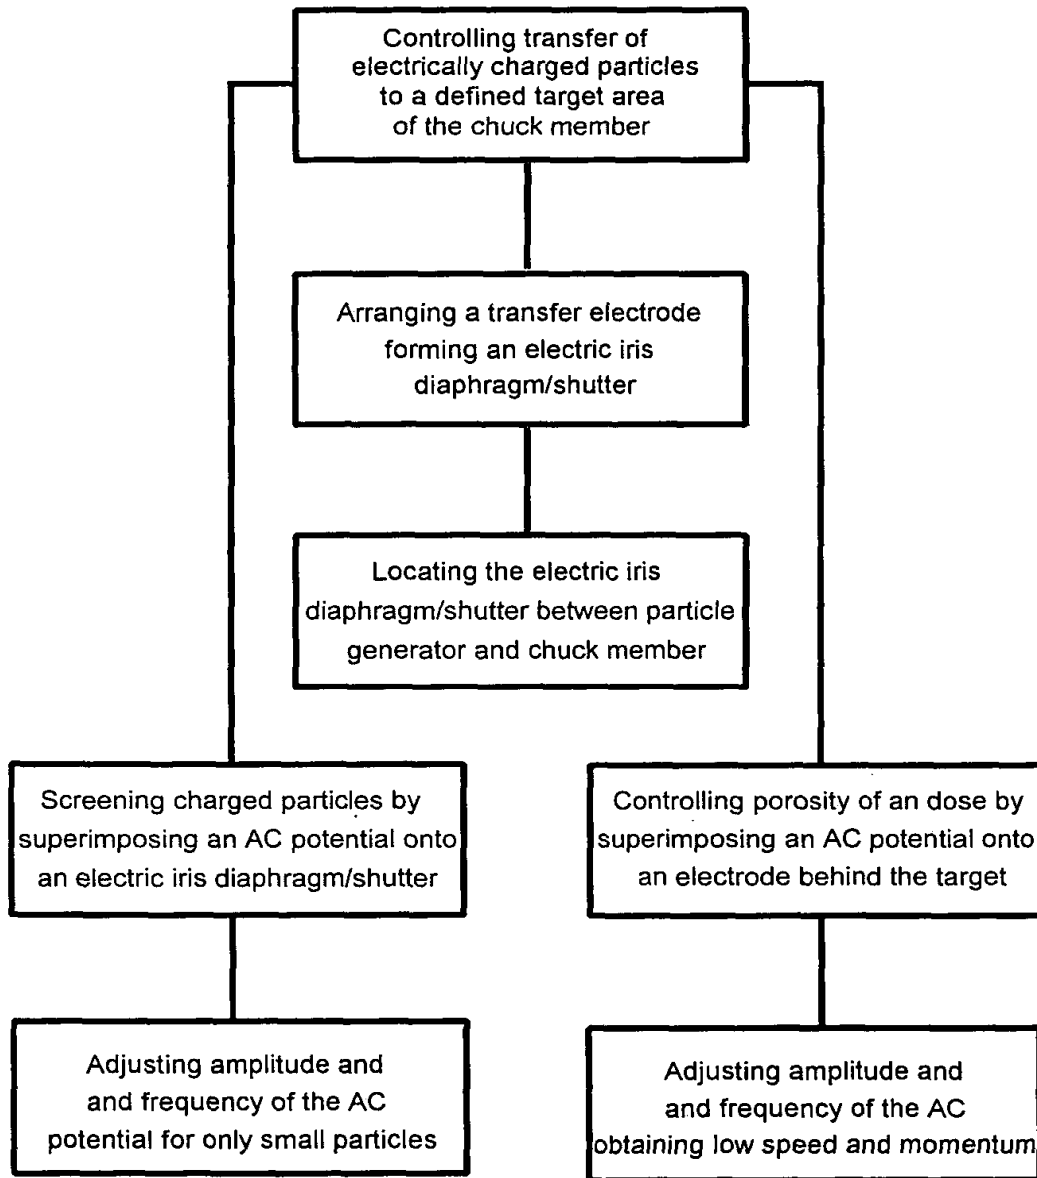 Controlling transfer of
electrically charged particles
to a defined target area
of the chuck member
Arranging a transfer electrode
forming an electric iris
diaphragm/shutter
Locating the electric iris
diaphragm/shutter between particle
generator and chuck member
Screening charged particles by
superimposing an AC potential onto
an electric iris diaphragm/shutter
Controlling porosity of an dose by
superimposing an AC potential onto
an electrode behind the target
Adjusting amplitude and
and frequency of the AC
potential for only small particles
Adjusting amplitude and
and frequency of the AC
obtaining low speed and momentum